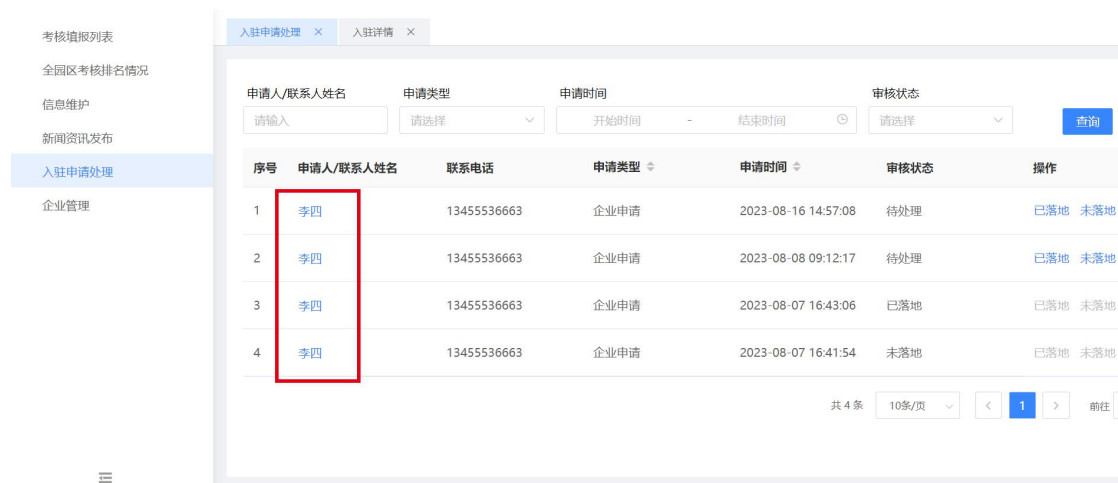 考核填报列表
全园区考核排名情况
信息维护
新闻资讯发布
入驻申请处理
企业管理
入驻申请处理 × 入驻详情 ×
申请人/联系人姓名 申请类型 申请时间 审核状态
请输入 请选择 开始时间 - 结束时间 请选择 查询
序号 申请人/联系人姓名 联系电话 申请类型 申请时间 审核状态 操作
1 李四 13455536663 企业申请 2023-08-16 14:57:08 待处理 已落地 未落地
2 李四 13455536663 企业申请 2023-08-08 09:12:17 待处理 已落地 未落地
3 李四 13455536663 企业申请 2023-08-07 16:43:06 已落地 已落地 未落地
4 李四 13455536663 企业申请 2023-08-07 16:41:54 未落地 已落地 未落地
共 4 条 10条/页 < 1 > 前往